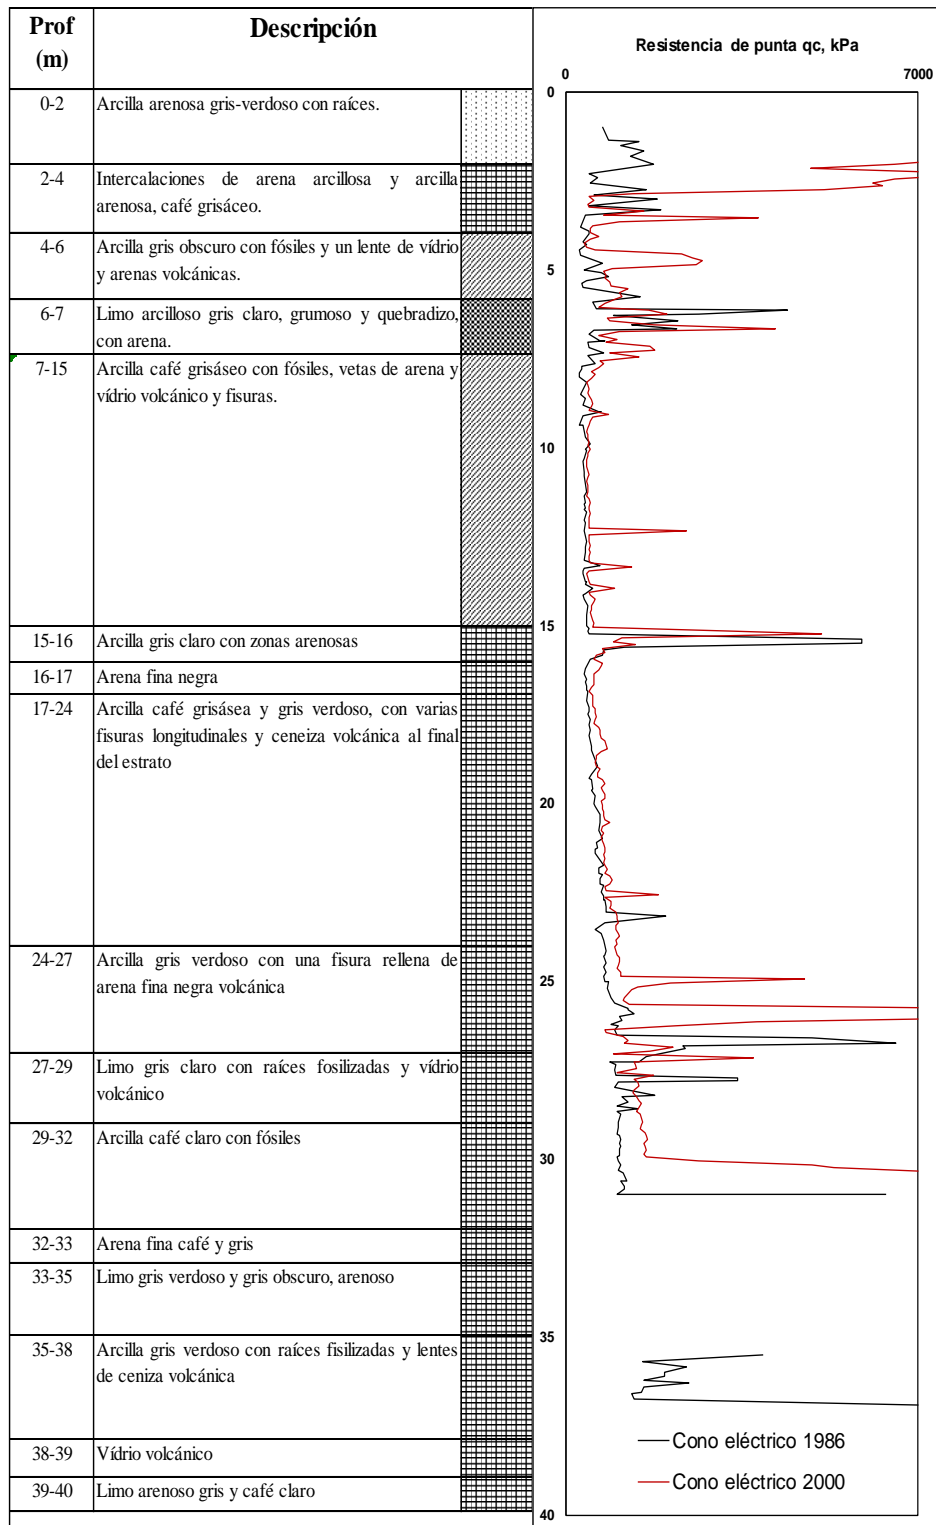 Prof
(m)
Descripción
0-2
Arcilla arenosa gris-verdoso con raíces.
2-4
Intercalaciones de arena arcillosa y arcilla
arenosa, café grisáceo.
4-6
Arcilla gris obscuro con fósiles y un lente de vídrio
y arenas volcánicas.
6-7
Limo arcilloso gris claro, grumoso y quebradizo,
con arena.
7-15
Arcilla café grisáseo con fósiles, vetas de arena y
vídrio volcánico y fisuras.
15-16
Arcilla gris claro con zonas arenosas
16-17
Arena fina negra
17-24
Arcilla café grisásea y gris verdoso, con varias
fisuras longitudinales y ceneiza volcánica al final
del estrato
24-27
Arcilla gris verdoso con una fisura rellena de
arena fina negra volcánica
27-29
Limo gris claro con raíces fosilizadas y vídrio
volcánico
29-32
Arcilla café claro con fósiles
32-33
Arena fina café y gris
33-35
Limo gris verdoso y gris obscuro, arenoso
35-38
Arcilla gris verdoso con raíces fisilizadas y lentes
de ceniza volcánica
38-39
Vídrio volcánico
39-40
Limo arenoso gris y café claro
Resistencia de punta qc, kPa
0
7000
0
5
10
15
20
25
30
35
40
Cono eléctrico 1986
Cono eléctrico 2000